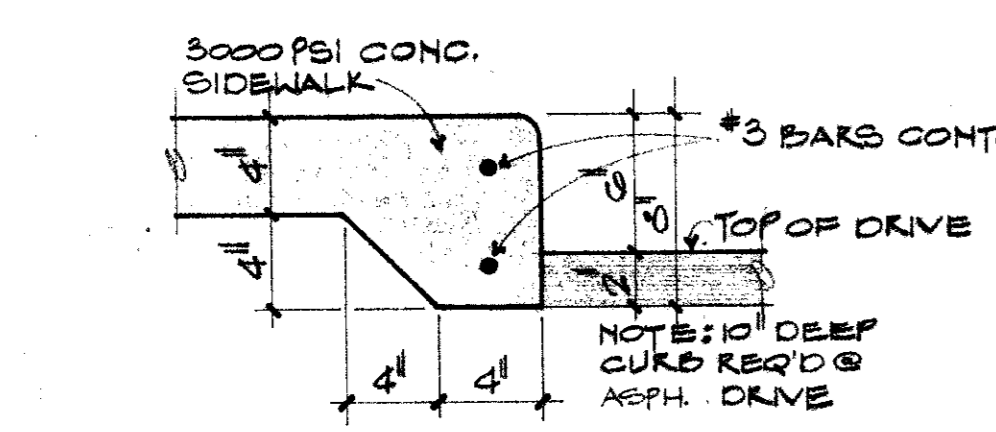 3000 PSI CONC.
SIDEWALK
#3 BARS CONT
4"
4"
6"
8"
2"
TOP OF DRIVE
4"
4"
NOTE: 10" DEEP
CURB REQ'D @
ASPH. DRIVE